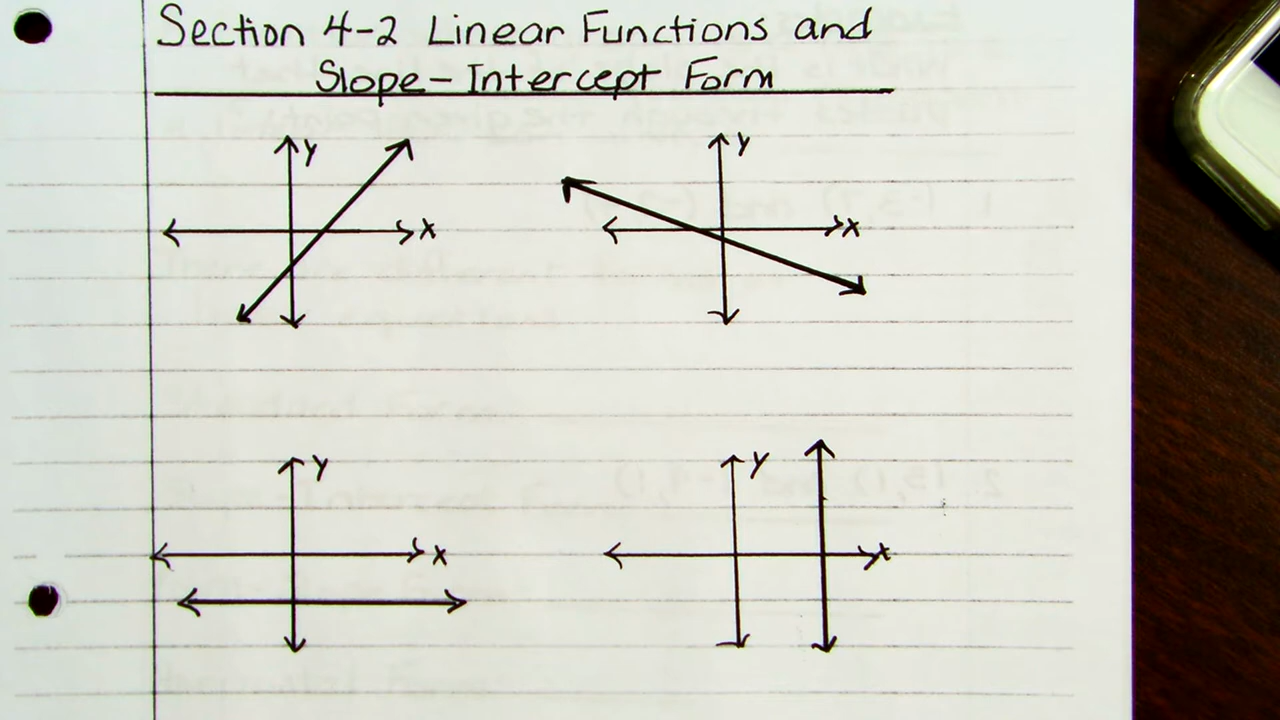 Section 4-2 Linear Functions and
Slope-Intercept Form
y
x
y
x
y
x
y
x